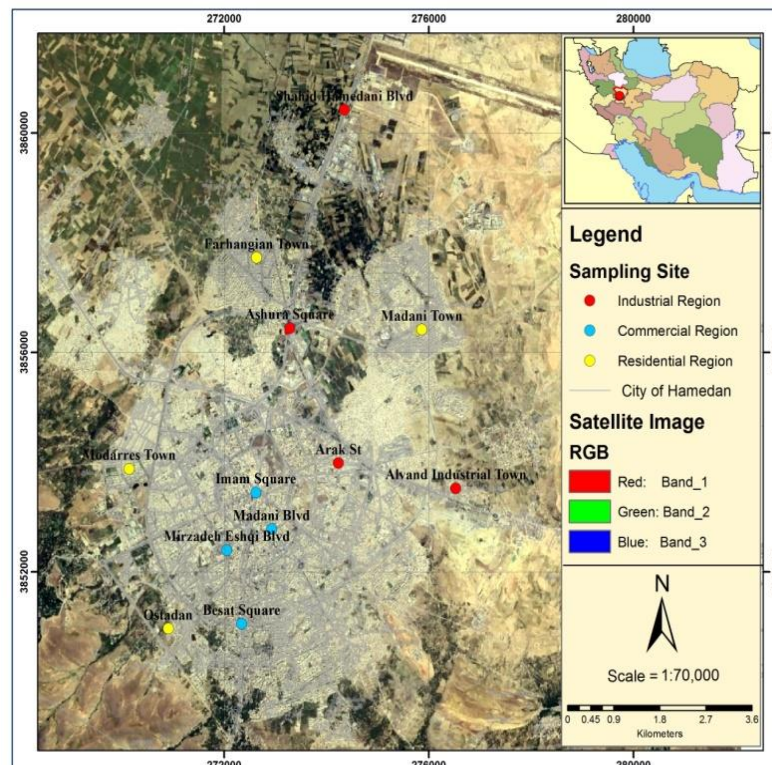 272000 276000 280000
Shahid Hamedani Blvd
3860000 3860000
Farhangian Town
Ashura Square
Madani Town
3856000 3856000
Modarres Town
Arak St
Imam Square
Alvand Industrial Town
Madani Blvd
Mirzadeh Eshqi Blvd
3852000 3852000
Ostadan
Besat Square
272000 276000 280000
Legend
Sampling Site
Industrial Region
Commercial Region
Residential Region
City of Hamedan
Satellite Image
RGB
Red: Band_1
Green: Band_2
Blue: Band_3
N
Scale = 1:70,000
0 0.45 0.9 1.8 2.7 3.6
Kilometers